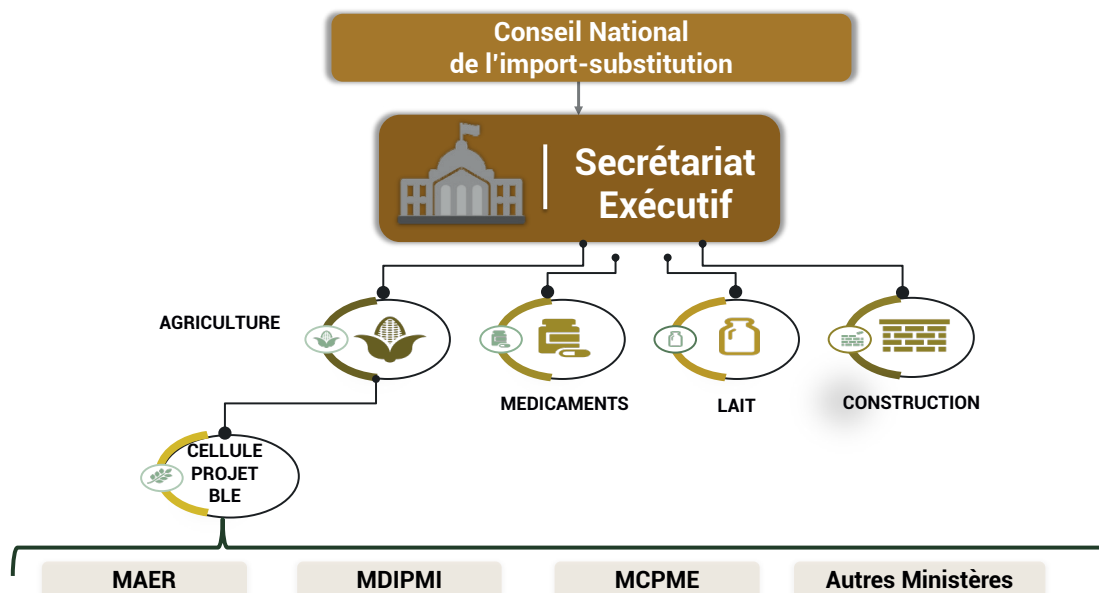 Conseil National
de l'import-substitution
Secrétariat
Exécutif
AGRICULTURE
MEDICAMENTS
LAIT
CONSTRUCTION
CELLULE
PROJET
BLE
MAER
MDIPMI
MCPME
Autres Ministères